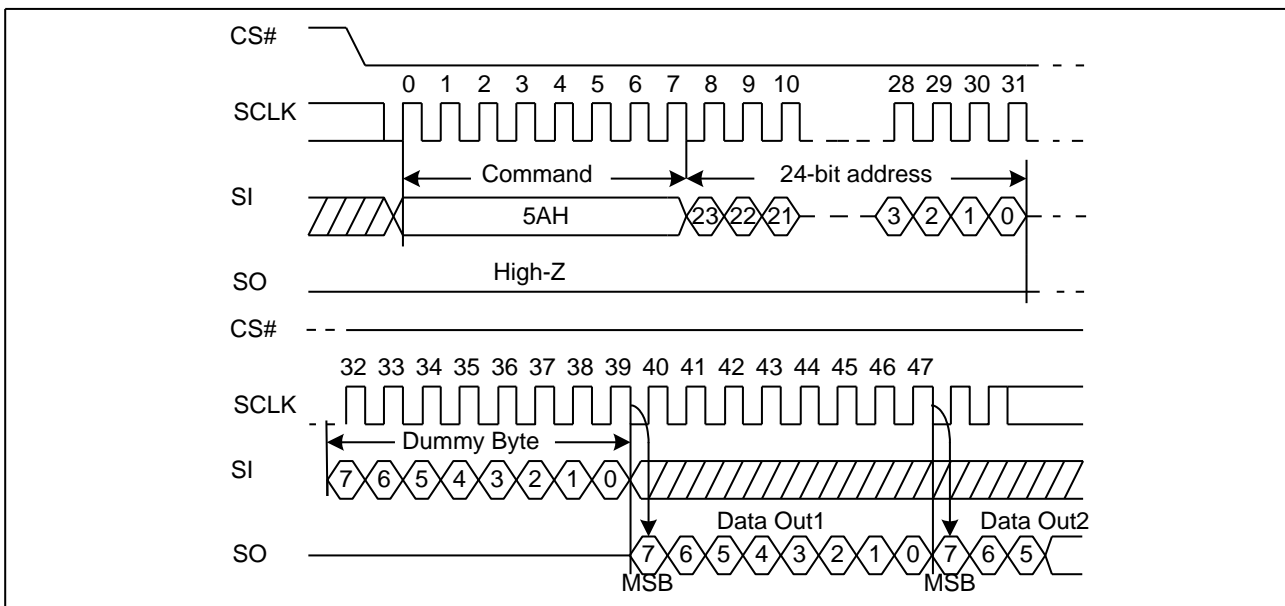 CS#
0 1 2 3 4 5 6 7 8 9 10 28 29 30 31
SCLK
Command 24-bit address
SI
5AH 23 22 21 3 2 1 0
High-Z
SO
CS#
32 33 34 35 36 37 38 39 40 41 42 43 44 45 46 47
SCLK
Dummy Byte
SI 7 6 5 4 3 2 1 0
Data Out1 Data Out2
SO 7 6 5 4 3 2 1 0 7 6 5
MSB MSB